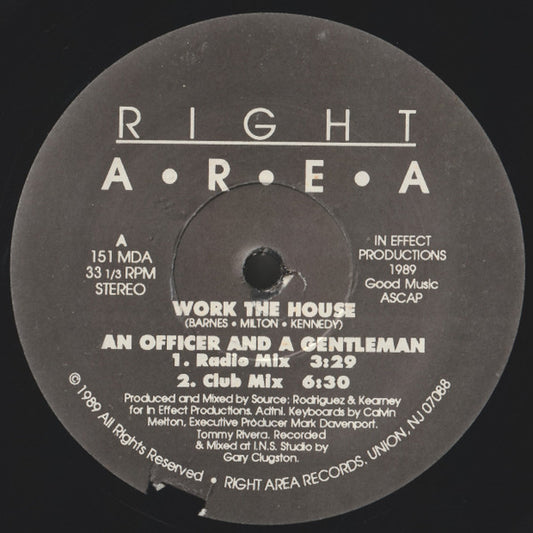 RIGHT
A•R•E•A
A
151 MDA
33 1/3 RPM
STEREO
IN EFFECT
PRODUCTIONS
1989
Good Music
ASCAP
WORK THE HOUSE
(BARNES • MILTON • KENNEDY)
AN OFFICER AND A GENTLEMAN
1. Radio Mix 3:29
2. Club Mix 6:30
Produced and Mixed by Source: Rodriguez & Kearney
for In Effect Productions. Adtnl. Keyboards by Calvin
Melton, Executive Producer Mark Davenport.
Tommy Rivera. Recorded
& Mixed at I.N.S. Studio by
Gary Clugston.
© 1989 All Rights Reserved • RIGHT AREA RECORDS, UNION, NJ 07088